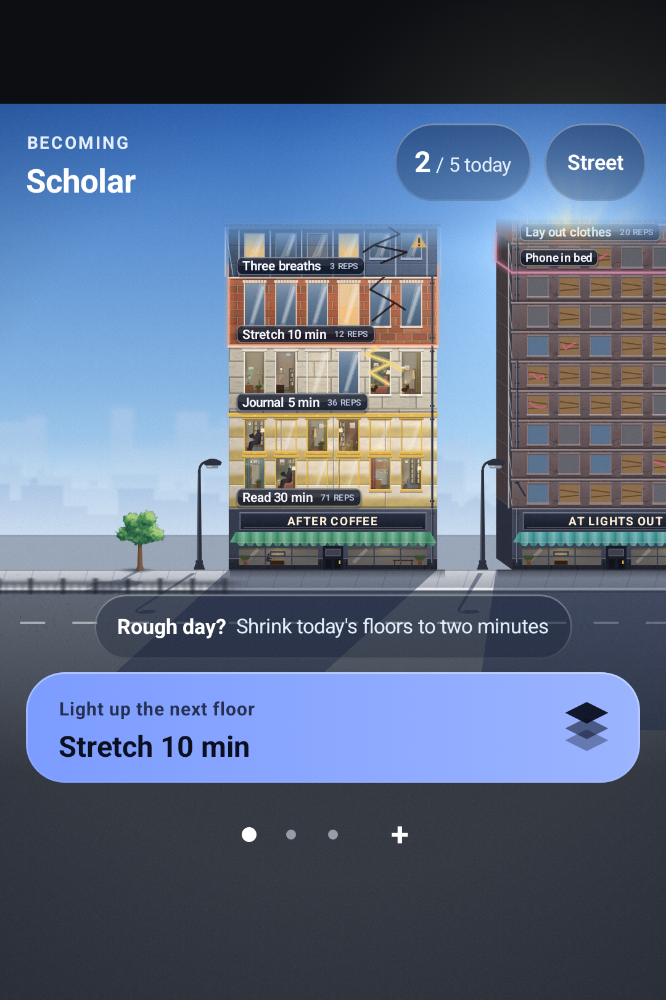 BECOMING
Scholar
2 / 5 today
Street
Lay out clothes 20 REPS
Phone in bed
Three breaths 3 REPS
Stretch 10 min 12 REPS
Journal 5 min 36 REPS
Read 30 min 71 REPS
AFTER COFFEE
AT LIGHTS OUT
Rough day? Shrink today's floors to two minutes
Light up the next floor
Stretch 10 min